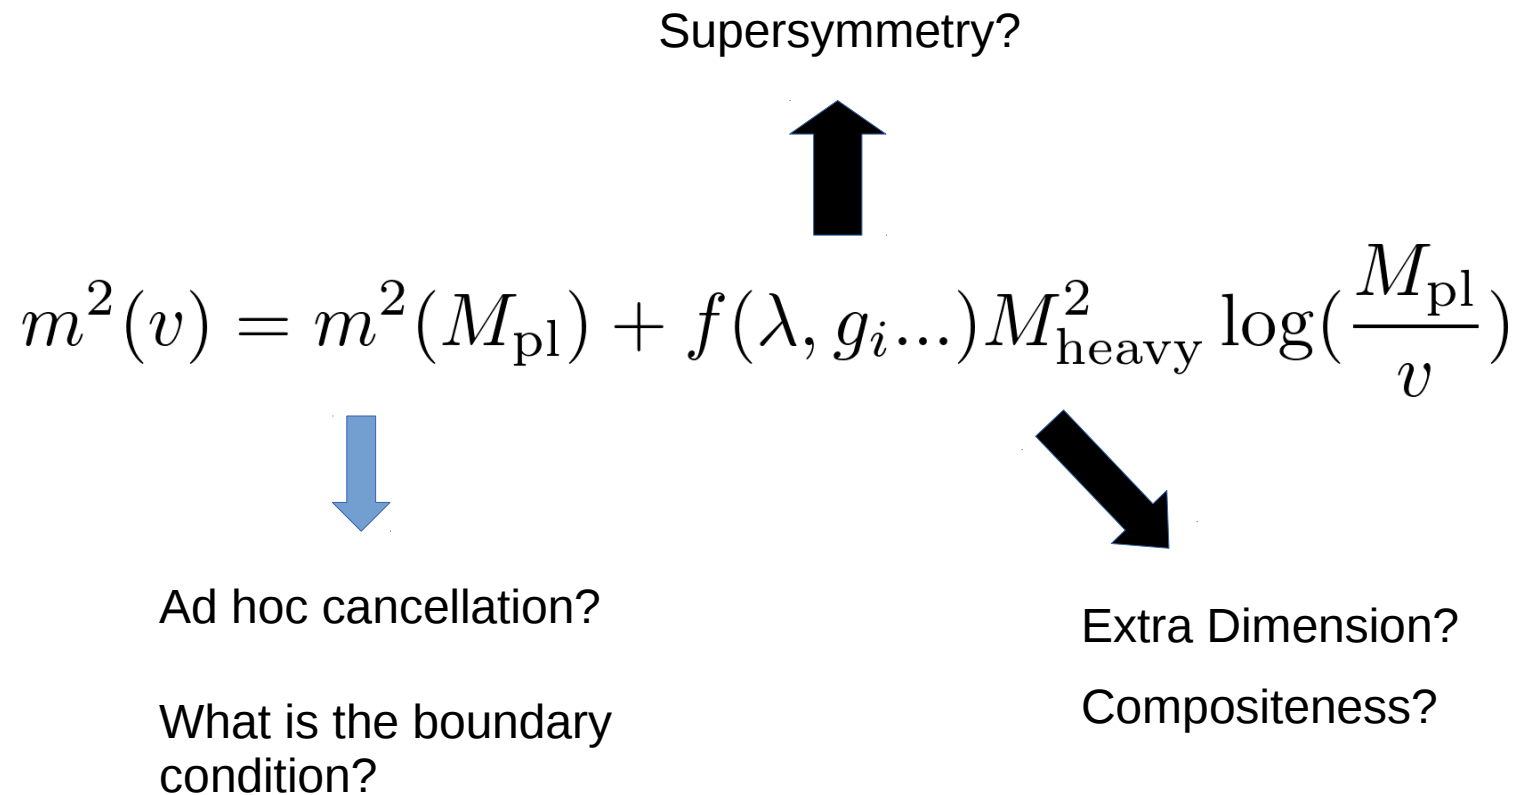 Supersymmetry?
m²(v) = m²(M_pl) + f(λ, g_i...)M²_heavy log(M_pl/v)
Ad hoc cancellation?
Extra Dimension?
Compositeness?
What is the boundary
condition?